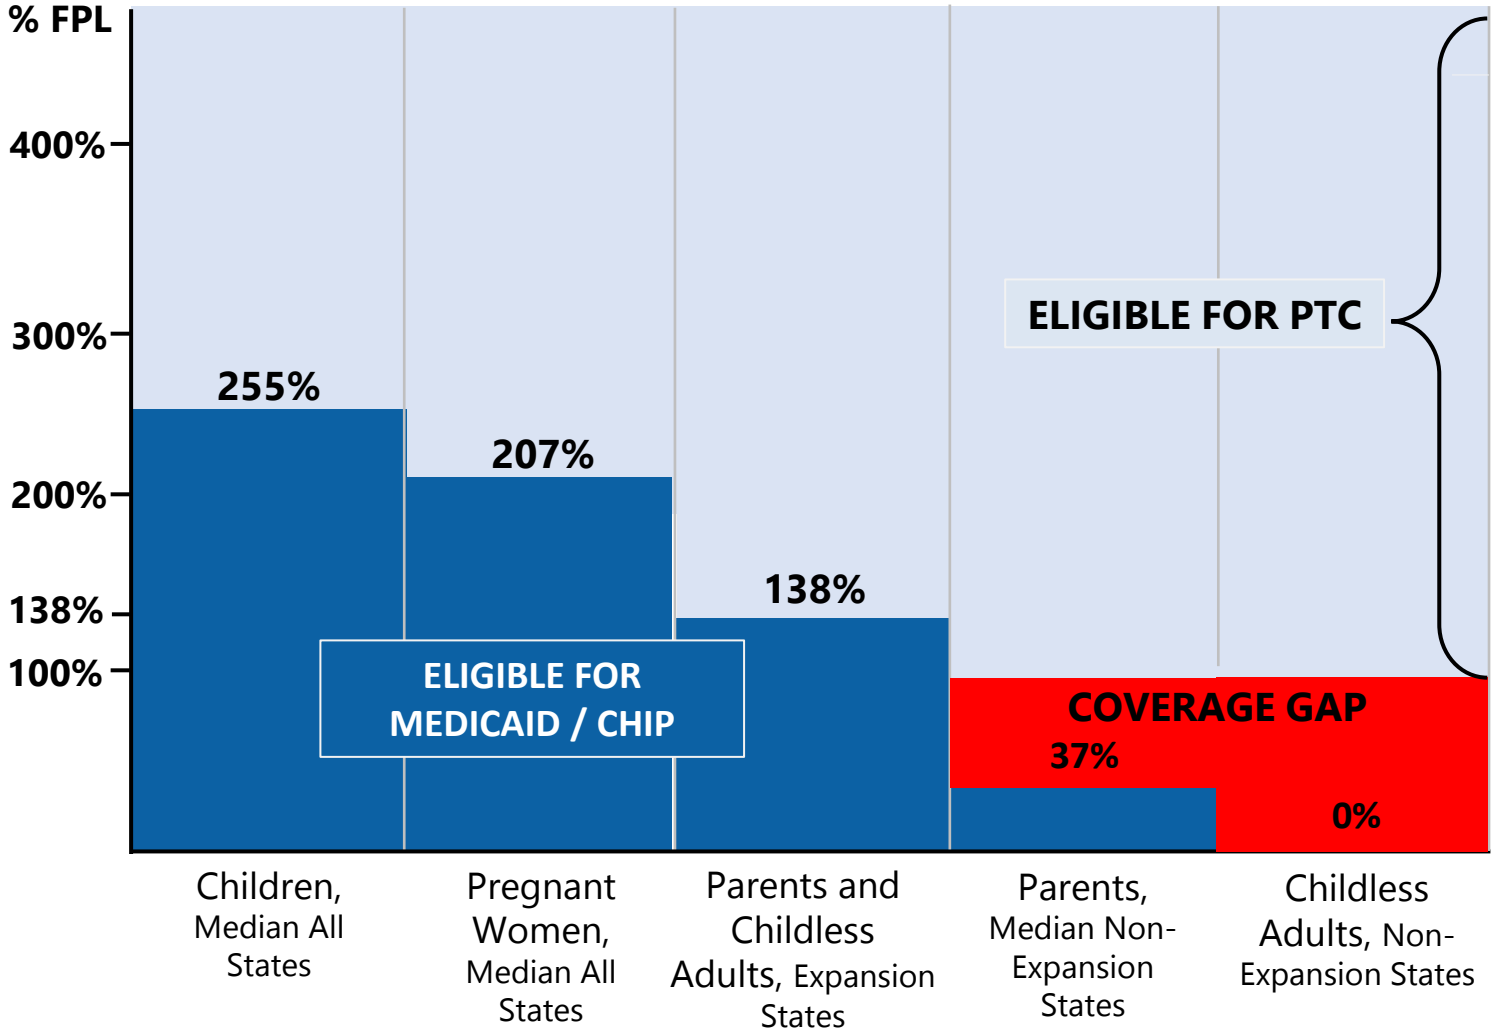 % FPL
400%
300%
200%
138%
100%
255%
207%
138%
ELIGIBLE FOR PTC
ELIGIBLE FOR
MEDICAID / CHIP
COVERAGE GAP
37%
0%
Children,
Median All
States
Pregnant
Women,
Median All
States
Parents and
Childless
Adults, Expansion
States
Parents,
Median Non-
Expansion
States
Childless
Adults, Non-
Expansion States